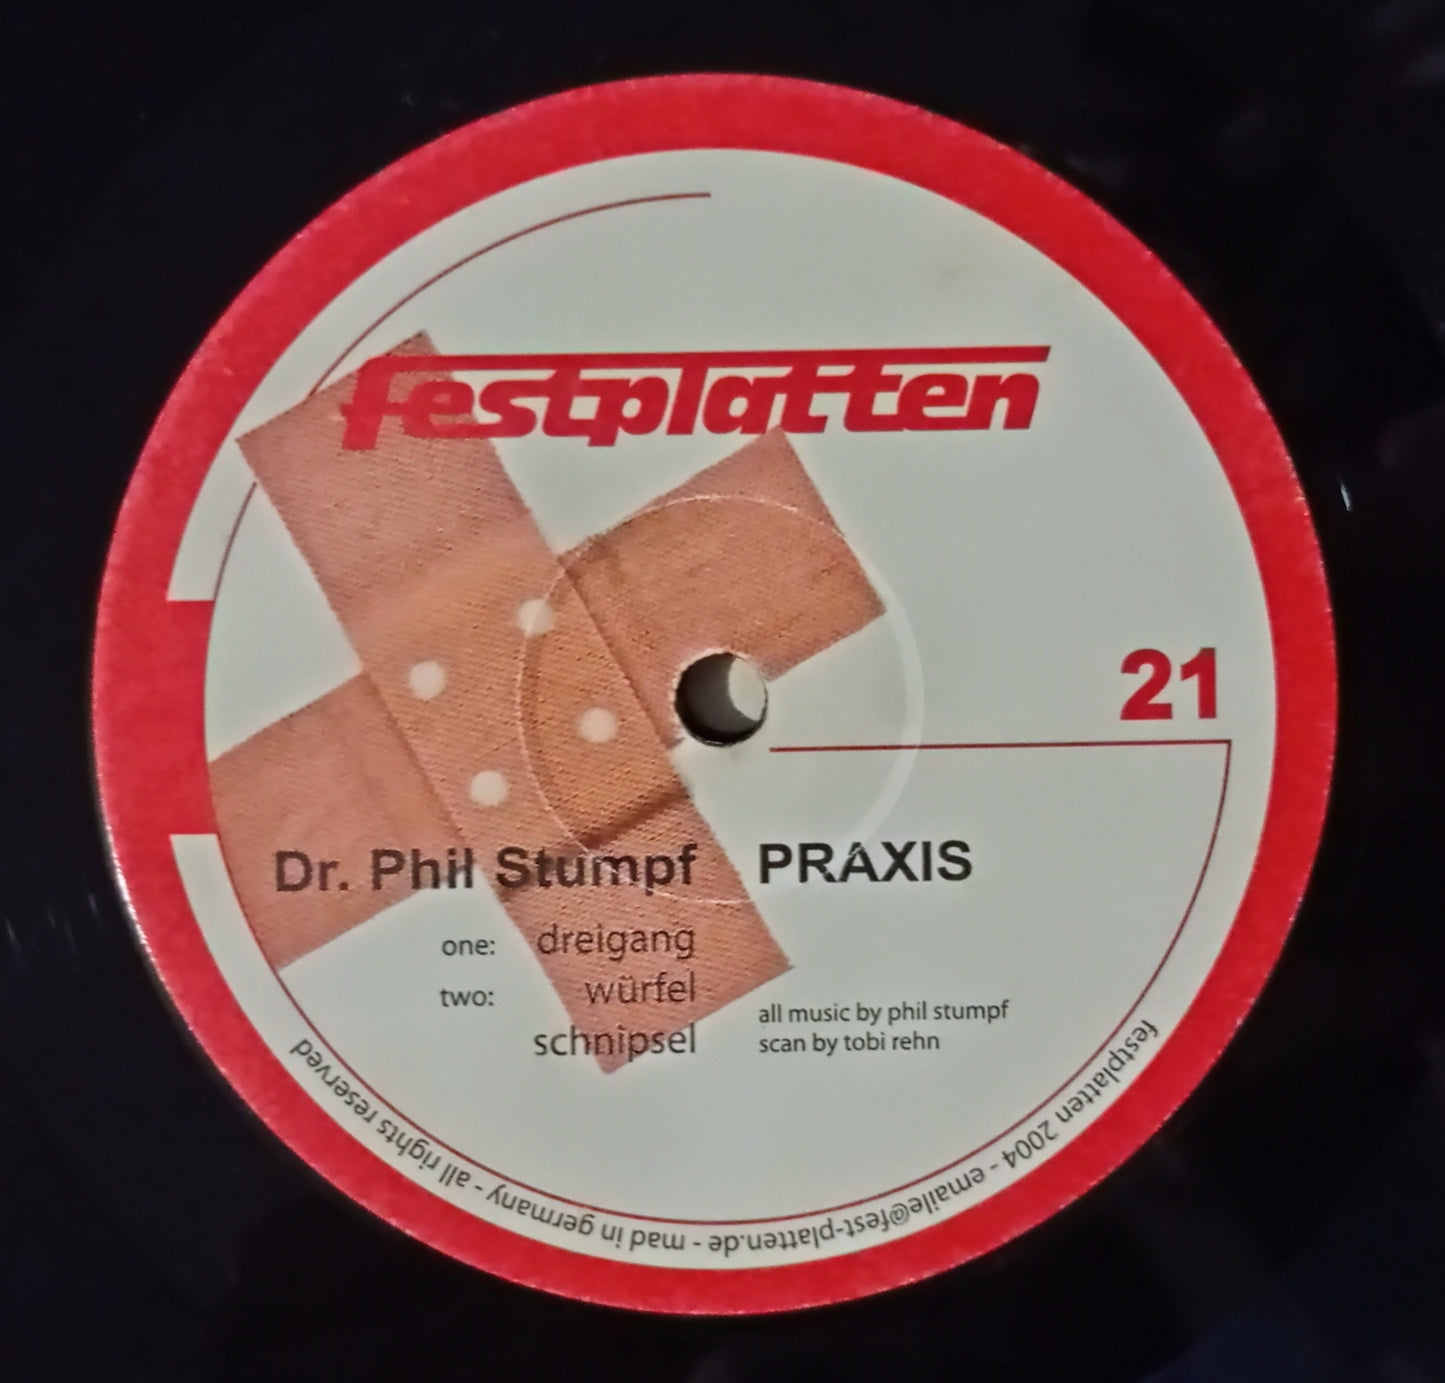 festplatten
21
Dr. Phil Stumpf PRAXIS
one: dreigang
two: würfel
schnipsel
all music by phil stumpf
scan by tobi rehn
festplatten 2004 - emaile@fest-platten.de - mad in germany - all rights reserved